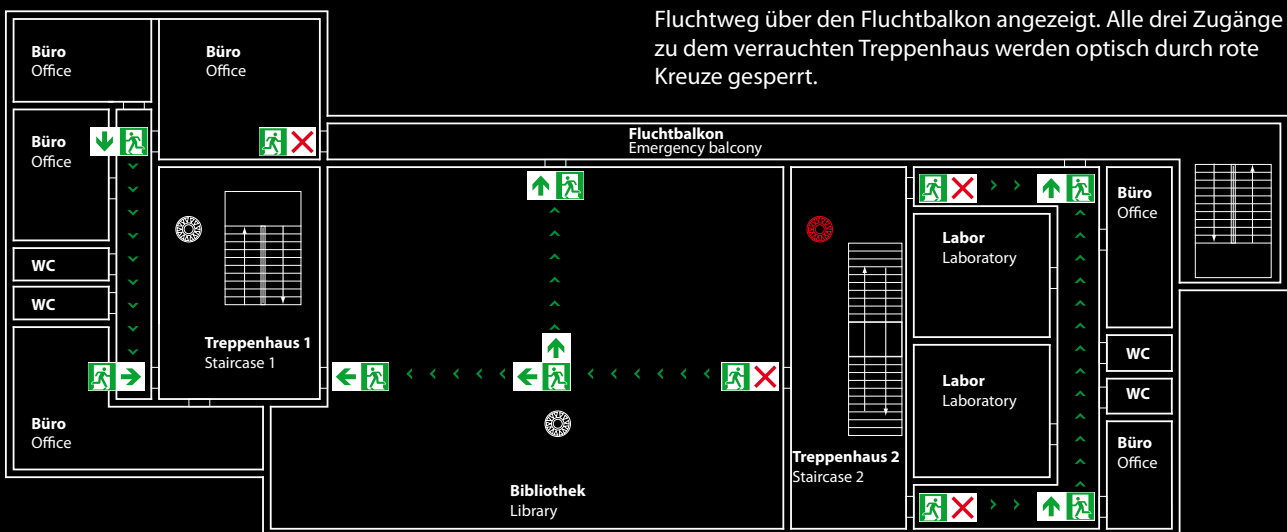 Fluchtweg über den Fluchtbalkon angezeigt. Alle drei Zugänge
zu dem verrauchten Treppenhaus werden optisch durch rote
Kreuze gesperrt.
Büro
Office
Büro
Office
Büro
Office
Fluchtbalkon
Emergency balcony
Büro
Office
WC
WC
Labor
Laboratory
Treppenhaus 1
Staircase 1
WC
WC
Labor
Laboratory
Büro
Office
Büro
Office
Treppenhaus 2
Staircase 2
Bibliothek
Library